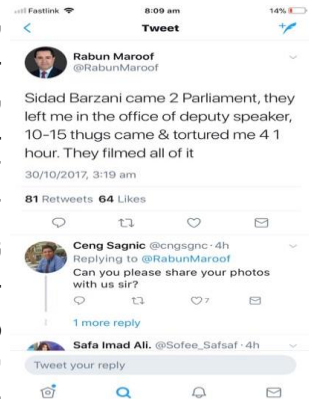 Fastlink 8:09 am 14%
Tweet
Rabun Maroof
@RabunMaroof
Sidad Barzani came 2 Parliament, they
left me in the office of deputy speaker,
10-15 thugs came & tortured me 4 1
hour. They filmed all of it
30/10/2017, 3:19 am
81 Retweets 64 Likes
Ceng Sagnic @cngsgnc · 4h
Replying to @RabunMaroof
Can you please share your photos
with us sir?
7
1 more reply
Safa Imad Ali. @Sofee_Safsaf · 4h
Tweet your reply